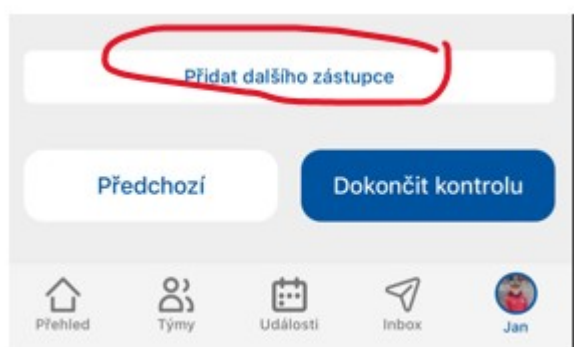 Přidat dalšího zástupce
Předchozí
Dokončit kontrolu
Přehled
Týmy
Události
Inbox
Jan